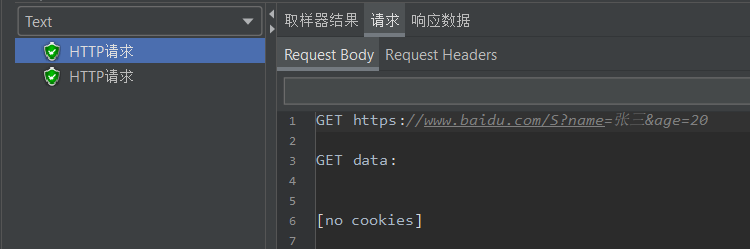 Text
HTTP请求
HTTP请求
取样器结果 请求 响应数据
Request Body Request Headers
1 GET https://www.baidu.com/S?name=张三&age=20
2
3 GET data:
4
5
6 [no cookies]
7